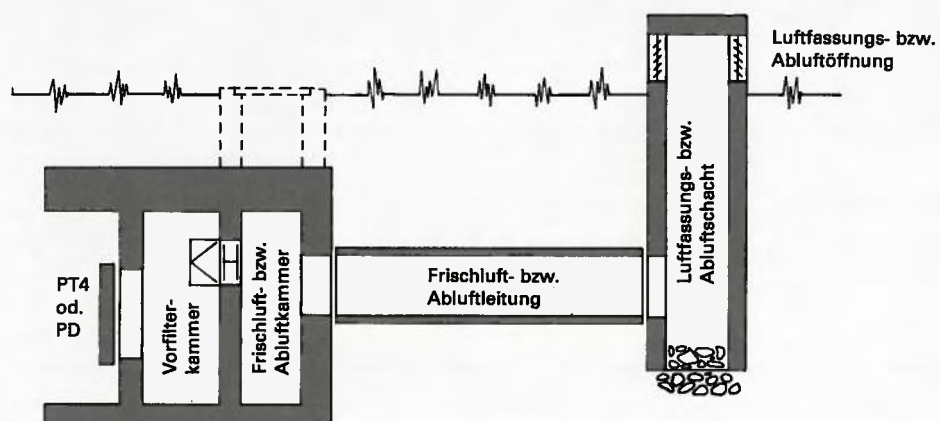 Luftfassungs- bzw.
Abluftöffnung
PT4
od.
PD
Vorfilter-
kammer
Frischluft- bzw.
Abluftkammer
Frischluft- bzw.
Abluftleitung
Luftfassungs- bzw.
Abluftschacht